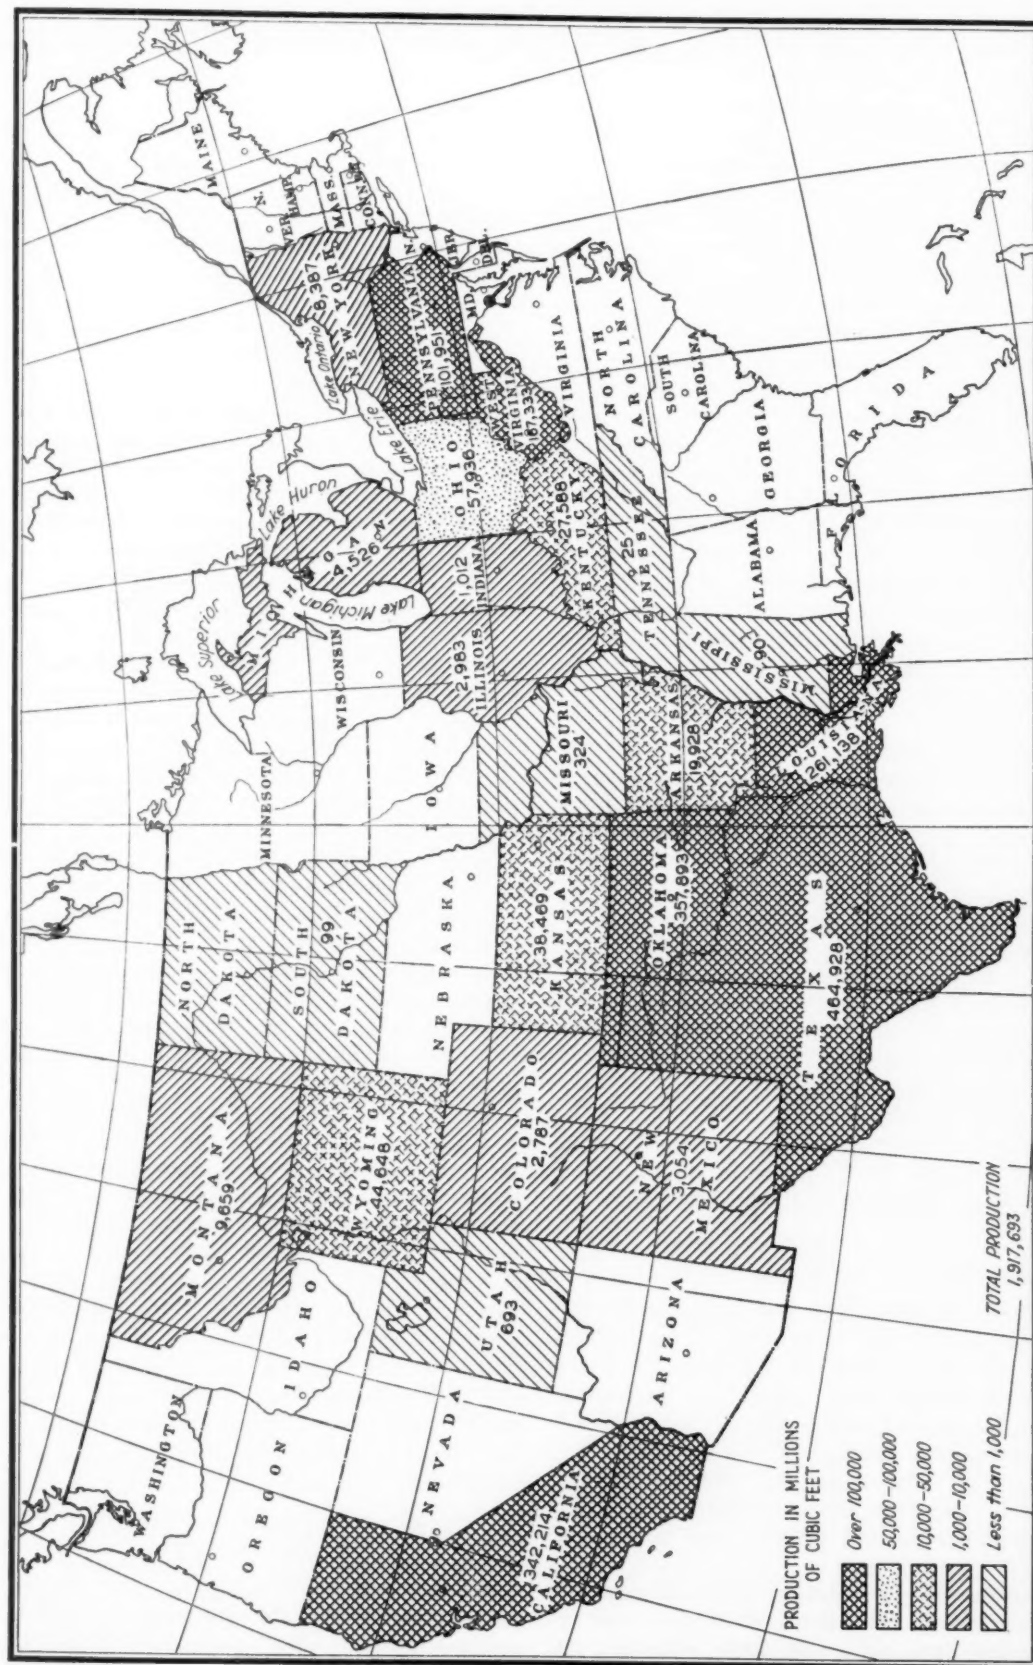 WASHINGTON
OREGON
342,214
CALIFORNIA
NEVADA
IDAHO
MONTANA
9,659
WYOMING
44,648
UTAH
693
ARIZONA
COLORADO
2,787
NEW
3,054
MEXICO
NORTH
DAKOTA
SOUTH
99
DAKOTA
NEBRASKA
38,469
KANSAS
OKLAHOMA
357,893
TEXAS
464,928
MINNESOTA
IOWA
MISSOURI
324
ARKANSAS
19,928
LOUISIANA
261,138
WISCONSIN
2,983
ILLINOIS
Lake Superior
Lake Michigan
Lake Huron
MICHIGAN
4,526
1,012
INDIANA
OHIO
57,936
Lake Erie
Lake Ontario
27,588
KENTUCKY
25
TENNESSEE
MISSISSIPPI
90
ALABAMA
GEORGIA
FLORIDA
SOUTH
CAROLINA
NORTH
CAROLINA
VIRGINIA
WEST
VIRGINIA
167,333
PENNSYLVANIA
101,951
NEW YORK
8,387
MD.
DEL.
N.
JER.
CONN.
MASS.
VER.
N.
HAMP.
MAINE
PRODUCTION IN MILLIONS
OF CUBIC FEET
Over 100,000
50,000-100,000
10,000-50,000
1,000-10,000
Less than 1,000
TOTAL PRODUCTION
1,917,693